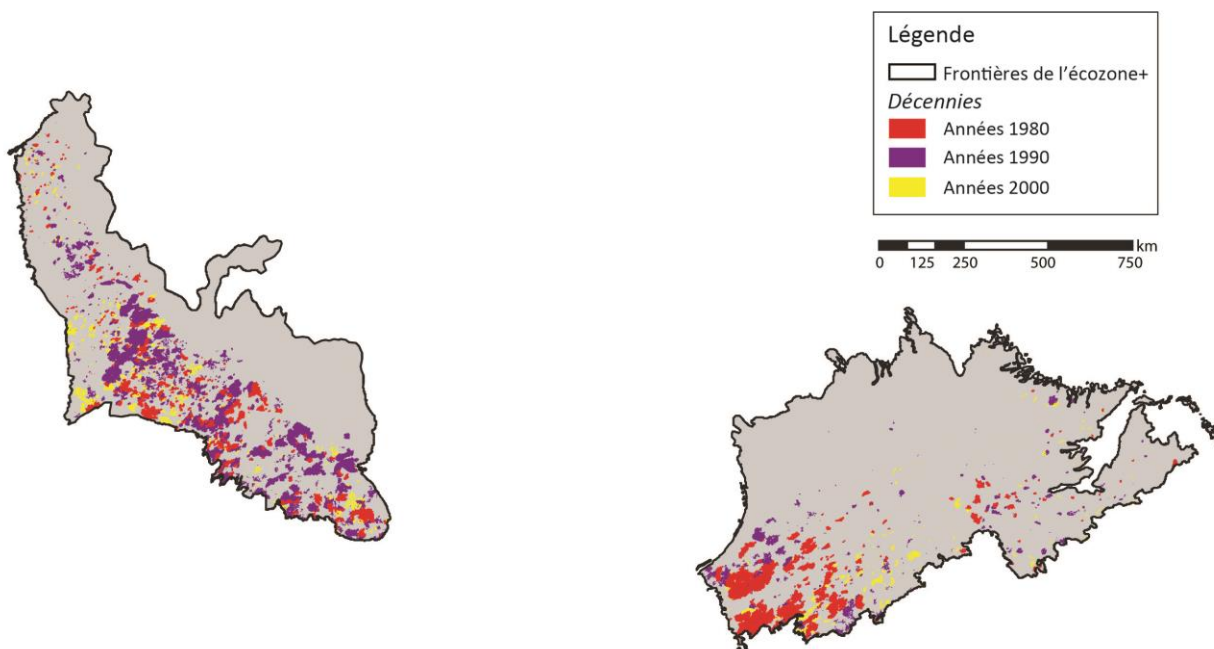 Légende
Frontières de l'écozone+
Décennies
Années 1980
Années 1990
Années 2000
km
0 125 250 500 750